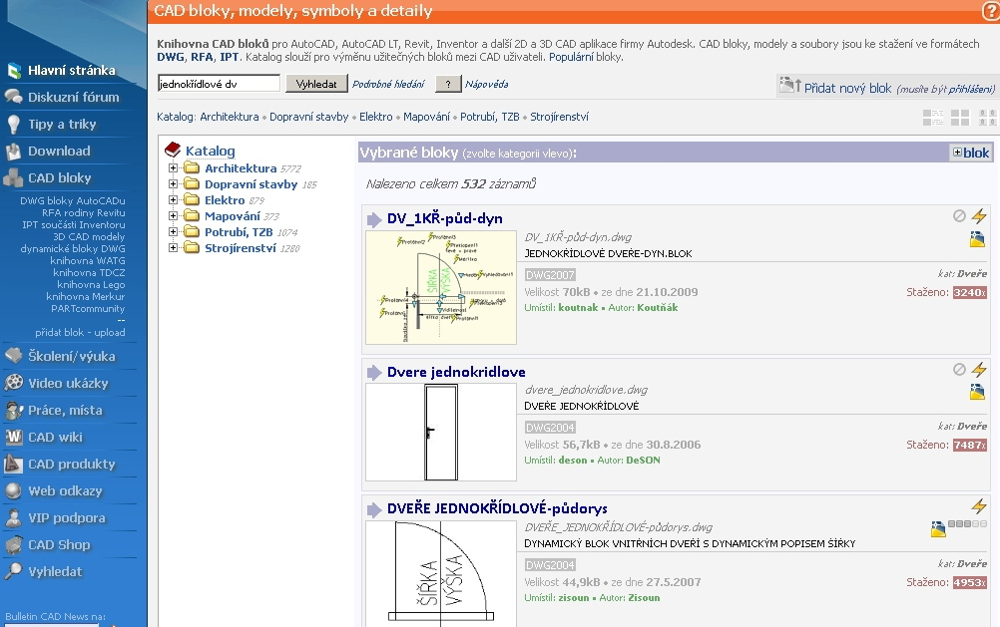 CAD bloky, modely, symboly a detaily
?
Knihovna CAD bloků pro AutoCAD, AutoCAD LT, Revit, Inventor a další 2D a 3D CAD aplikace firmy Autodesk. CAD bloky, modely a soubory jsou ke stažení ve formátech
DWG, RFA, IPT. Katalog slouží pro výměnu užitečných bloků mezi CAD uživateli. Populární bloky.
jednokřídlové dv Vyhledat Podrobné hledání ? Nápověda
Přidat nový blok (musíte být přihlášení)
Katalog: Architektura • Dopravní stavby • Elektro • Mapování • Potrubí, TZB • Strojírenství
Hlavní stránka
Diskuzní fórum
Tipy a triky
Download
CAD bloky
DWG bloky AutoCADu
RFA rodiny Revitu
IPT součásti Inventoru
3D CAD modely
dynamické bloky DWG
knihovna WATG
knihovna TDCZ
knihovna Lego
knihovna Merkur
PARTcommunity
--
přidat blok - upload
Školení/výuka
Video ukázky
Práce, místa
CAD wiki
CAD produkty
Web odkazy
VIP podpora
CAD Shop
Vyhledat
Bulletin CAD News na:
Katalog
Architektura 5772
Dopravní stavby 185
Elektro 879
Mapování 373
Potrubí, TZB 1074
Strojírenství 1280
Vybrané bloky (zvolte kategorii vlevo):
blok
Nalezeno celkem 532 záznamů
DV_1KŘ-půd-dyn
DV_1KŘ-půd-dyn.dwg
JEDNOKŘÍDLOVÉ DVEŘE-DYN.BLOK
DWG2007
kat: Dveře
Velikost 70kB • ze dne 21.10.2009
Staženo: 3240x
Umístil: koutnak • Autor: Koutňák
ŠÍŘKA
VÝŠKA
Dvere jednokridlove
dvere_jednokridlove.dwg
DVEŘE JEDNOKŘÍDLOVÉ
DWG2004
kat: Dveře
Velikost 56,7kB • ze dne 30.8.2006
Staženo: 7487x
Umístil: deson • Autor: DeSON
DVEŘE JEDNOKŘÍDLOVÉ-půdorys
DVEŘE_JEDNOKŘÍDLOVÉ-půdorys.dwg
DYNAMICKÝ BLOK VNITŘNÍCH DVEŘÍ S DYNAMICKÝM POPISEM ŠÍŘKY
DWG2004
kat: Dveře
Velikost 44,9kB • ze dne 27.5.2007
Staženo: 4953x
Umístil: zisoun • Autor: Zisoun
ŠÍŘKA
VÝŠKA